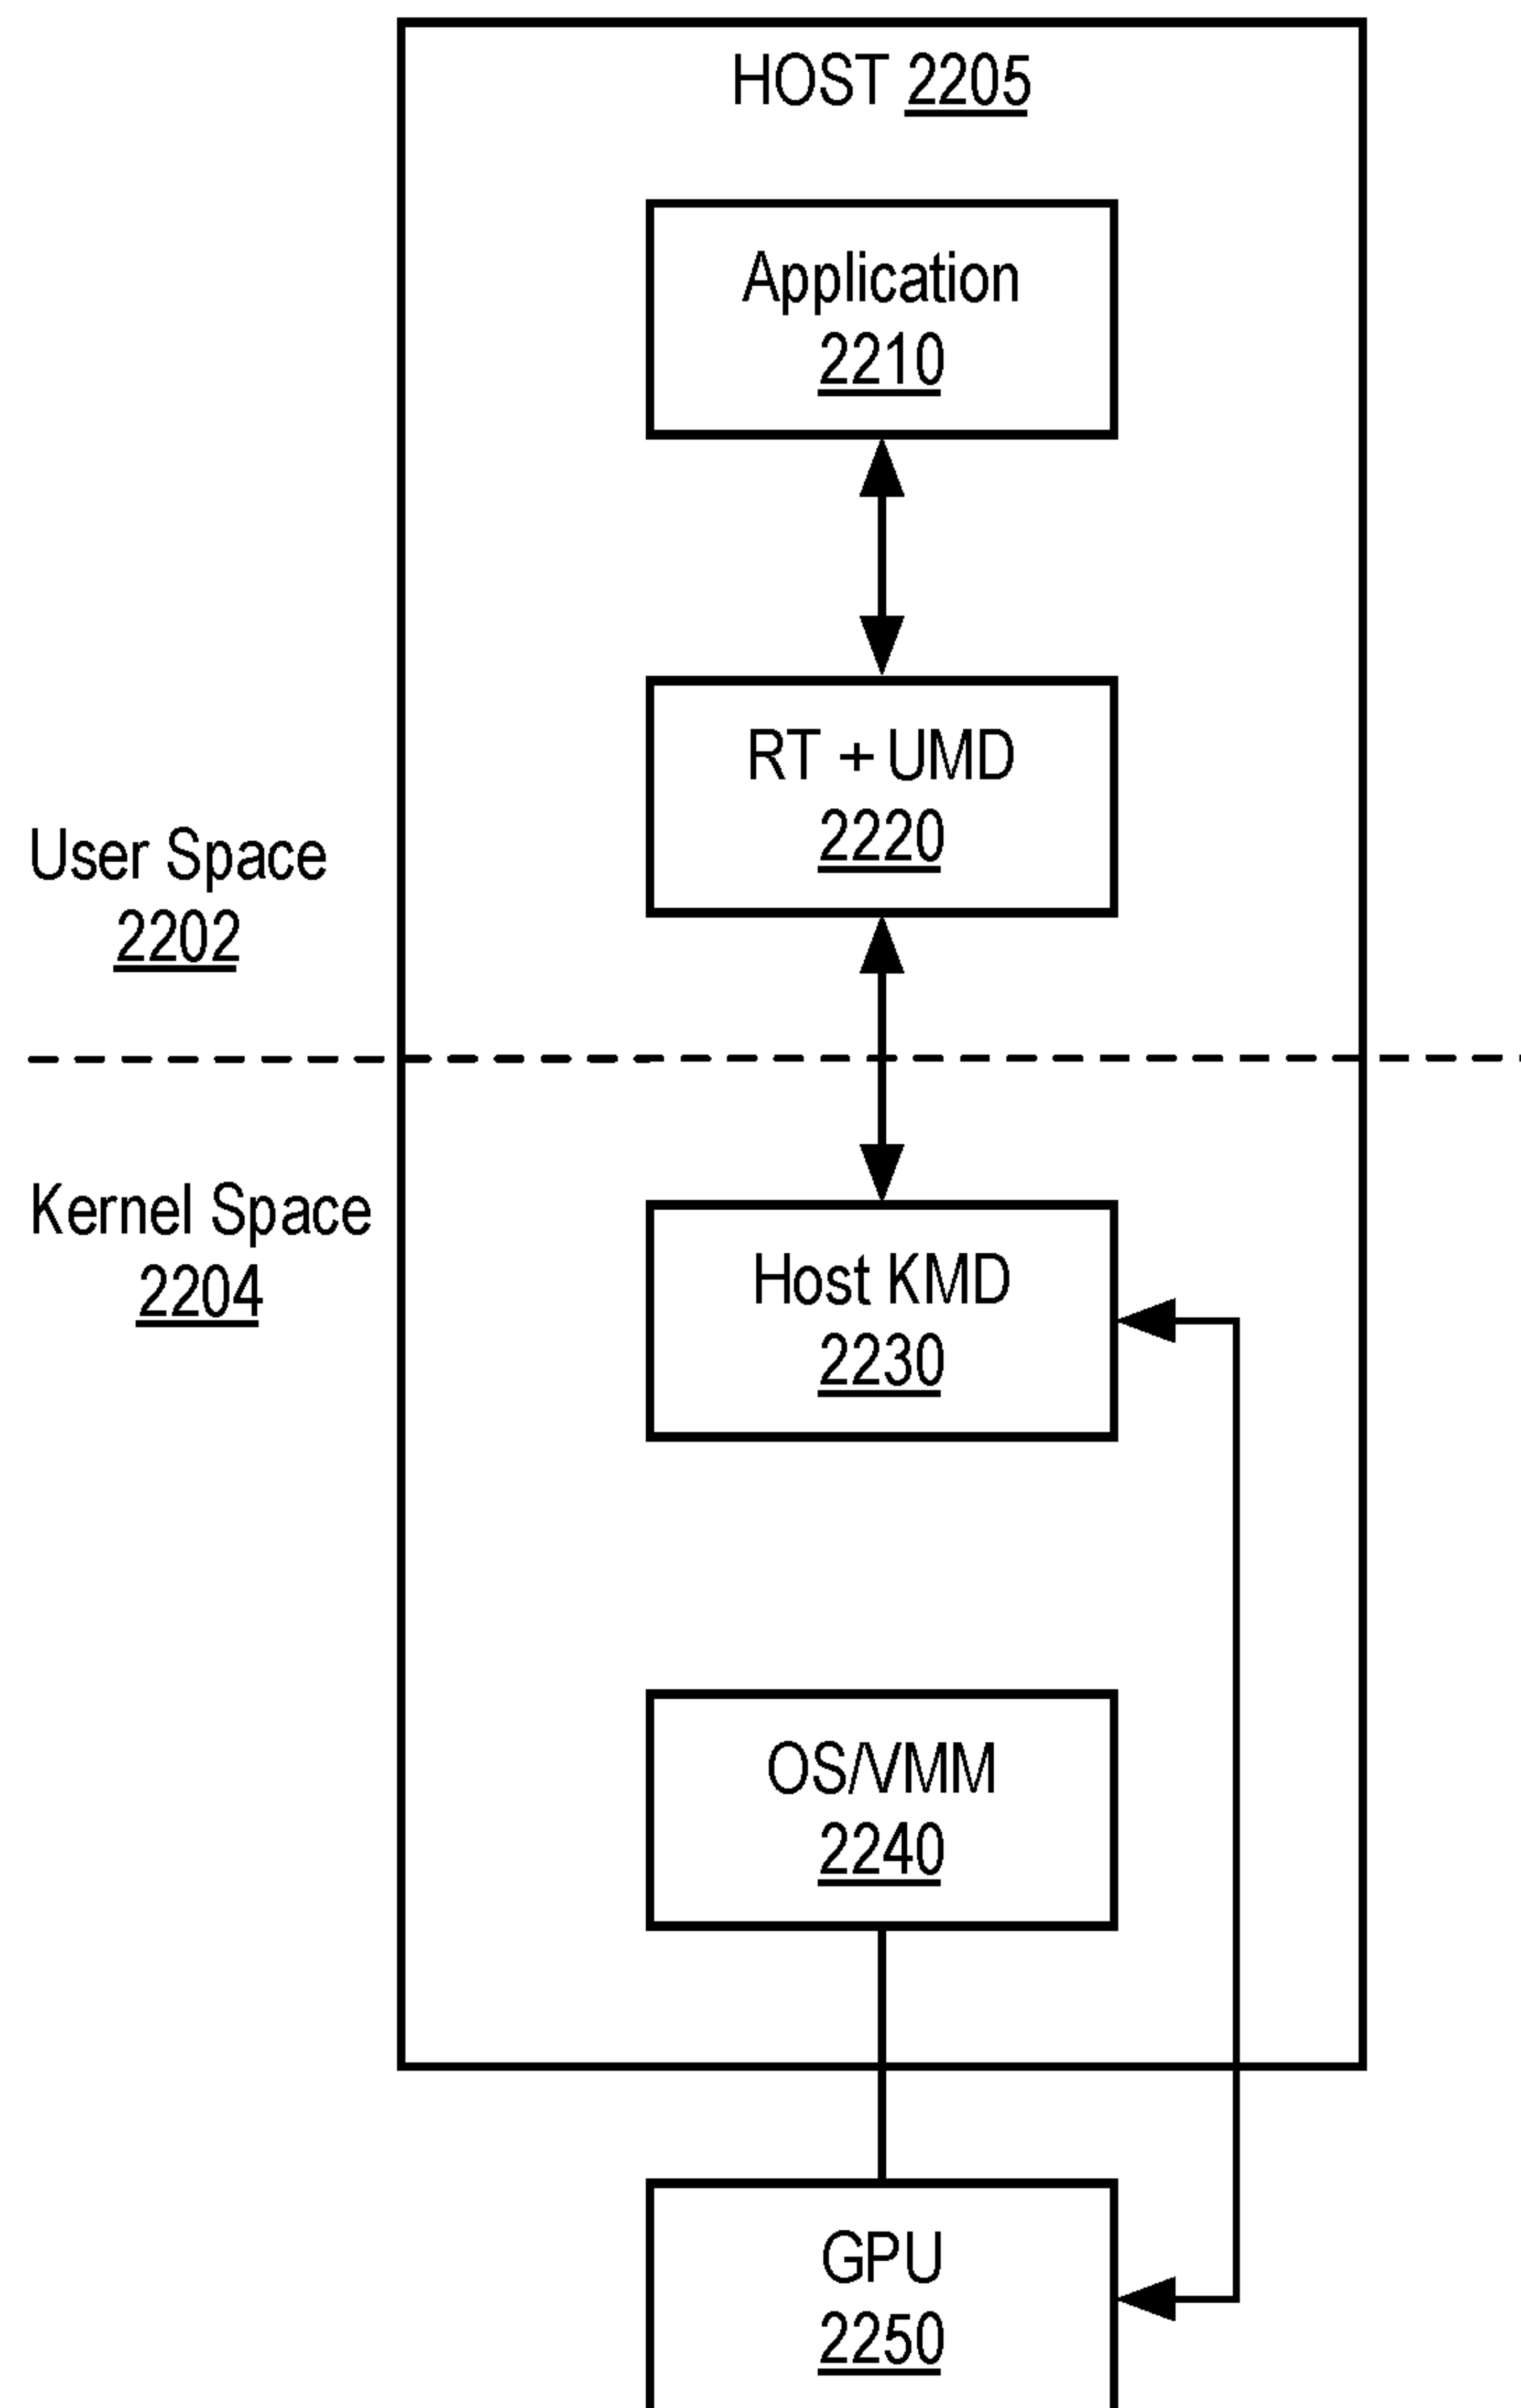 HOST 2205
Application
2210
RT + UMD
2220
User Space
2202
Kernel Space
2204
Host KMD
2230
OS/VMM
2240
GPU
2250